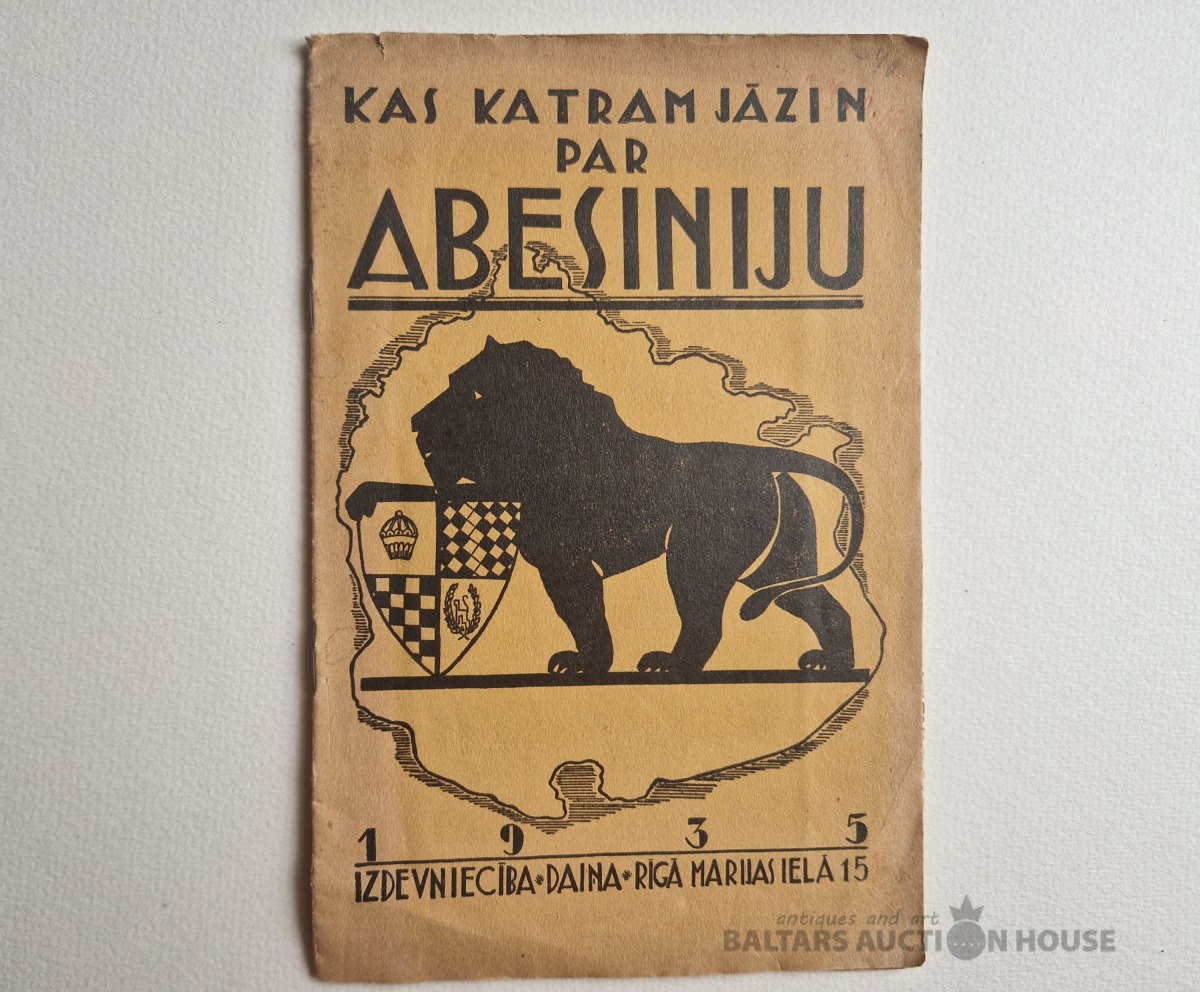 KAS KATRAM JĀZIN
PAR
ABESINIJU
1 9 3 5
IZDEVNIECĪBA*DAIŅA*RĪGĀ MARIJAS IELĀ 15
antiques and art
BALTARS AUCTION HOUSE